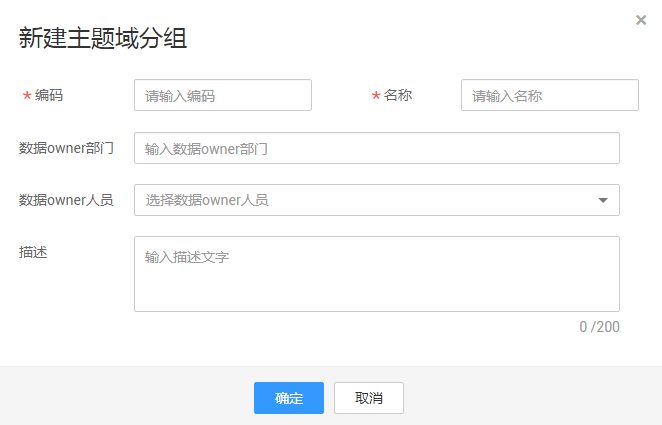 新建主题域分组
×
* 编码 请输入编码 * 名称 请输入名称
数据owner部门 输入数据owner部门
数据owner人员 选择数据owner人员
描述 输入描述文字
0 /200
确定 取消